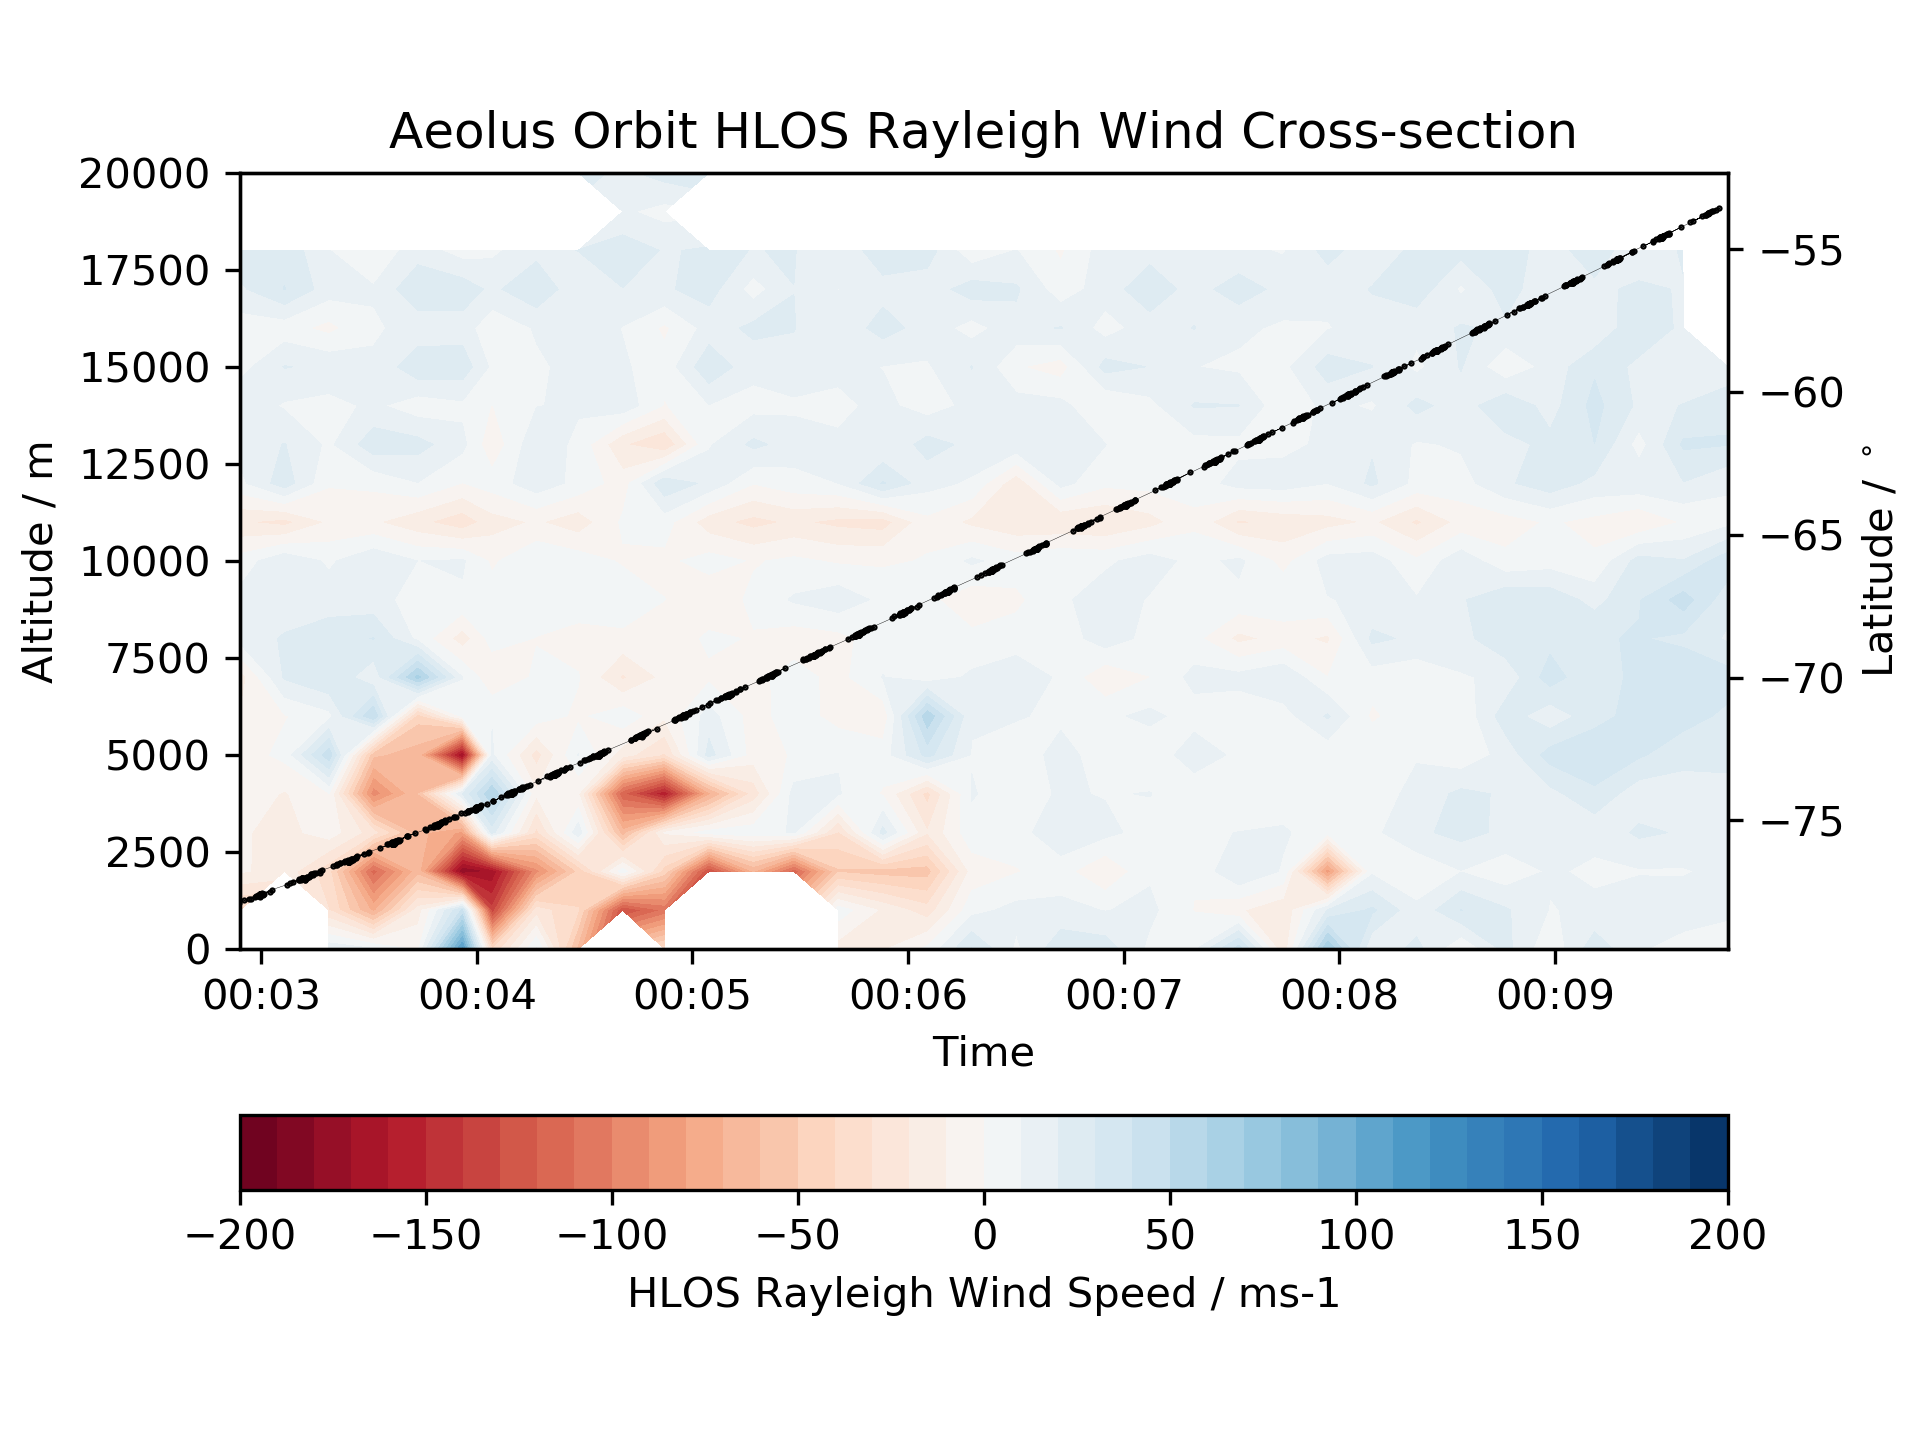 Aeolus Orbit HLOS Rayleigh Wind Cross-section
20000
17500
15000
12500
10000
7500
5000
2500
0
Altitude / m
−55
−60
−65
−70
−75
Latitude / °
00:03 00:04 00:05 00:06 00:07 00:08 00:09
Time
−200 −150 −100 −50 0 50 100 150 200
HLOS Rayleigh Wind Speed / ms-1